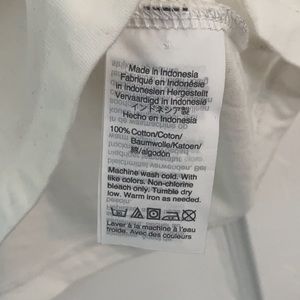 Made in Indonesia
Fabriqué en Indonésie
In Indonesien Hergestellt
Vervaardigd in Indonesië
インドネシア製
Hecho en Indonesia
100% Cotton/Coton/
Baumwolle/Katoen/
綿/algodón
Machine wash cold. With
like colors. Non-chlorine
bleach only. Tumble dry
low. Warm iron as needed.
Laver à la machine à l'eau
froide. Avec des couleurs